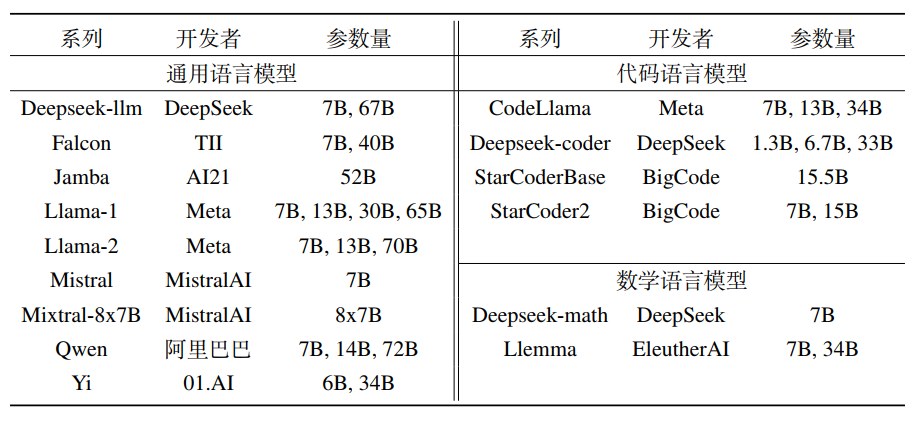 系列 开发者 参数量 系列 开发者 参数量
通用语言模型 代码语言模型
Deepseek-llm DeepSeek 7B, 67B CodeLlama Meta 7B, 13B, 34B
Falcon TII 7B, 40B Deepseek-coder DeepSeek 1.3B, 6.7B, 33B
Jamba AI21 52B StarCoderBase BigCode 15.5B
Llama-1 Meta 7B, 13B, 30B, 65B StarCoder2 BigCode 7B, 15B
Llama-2 Meta 7B, 13B, 70B
Mistral MistralAI 7B 数学语言模型
Mixtral-8x7B MistralAI 8x7B Deepseek-math DeepSeek 7B
Qwen 阿里巴巴 7B, 14B, 72B Llemma EleutherAI 7B, 34B
Yi 01.AI 6B, 34B